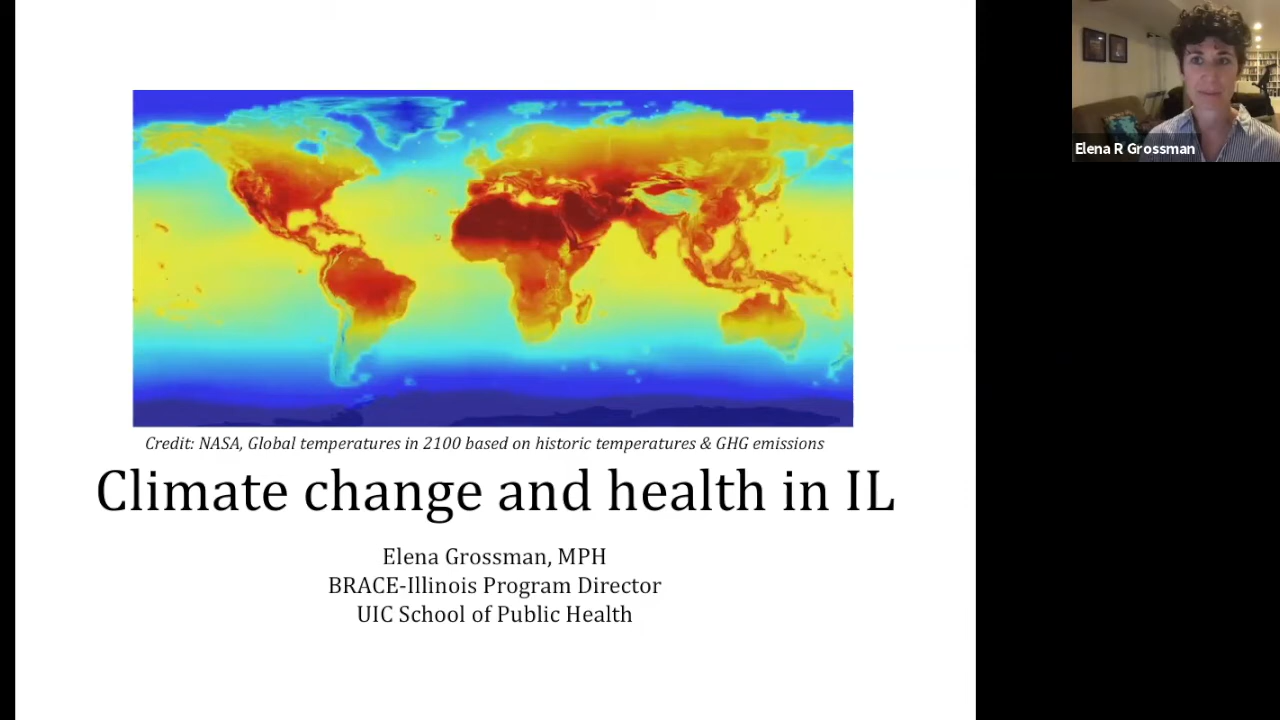 Elena R Grossman
Credit: NASA, Global temperatures in 2100 based on historic temperatures & GHG emissions
Climate change and health in IL
Elena Grossman, MPH
BRACE-Illinois Program Director
UIC School of Public Health